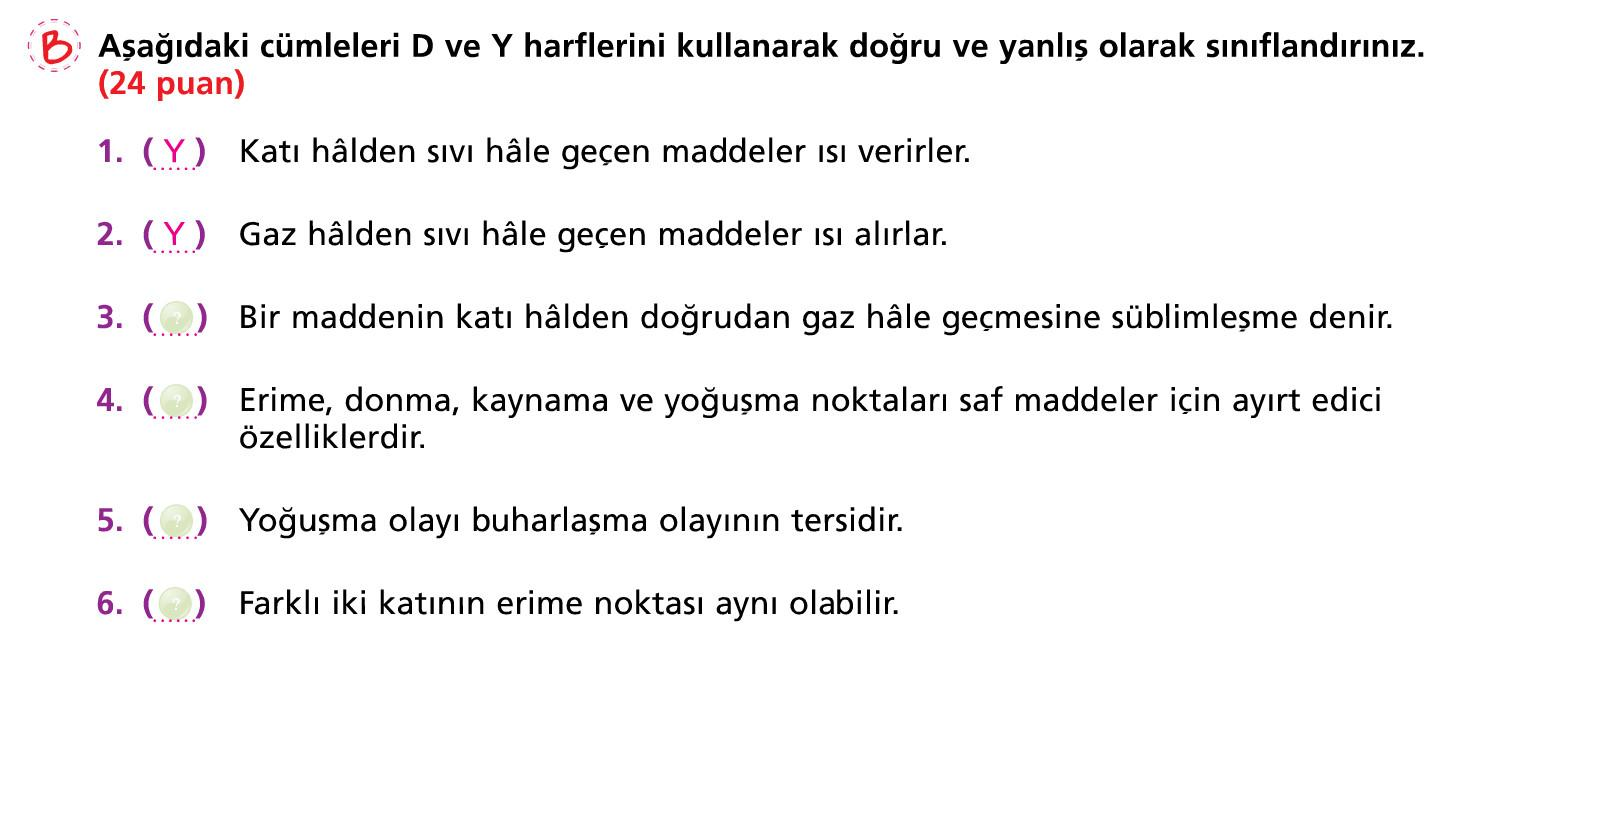 B Aşağıdaki cümleleri D ve Y harflerini kullanarak doğru ve yanlış olarak sınıflandırınız.
(24 puan)
1. (Y) Katı hâlden sıvı hâle geçen maddeler ısı verirler.
2. (Y) Gaz hâlden sıvı hâle geçen maddeler ısı alırlar.
3. (?) Bir maddenin katı hâlden doğrudan gaz hâle geçmesine süblimleşme denir.
4. (?) Erime, donma, kaynama ve yoğuşma noktaları saf maddeler için ayırt edici
özelliklerdir.
5. (?) Yoğuşma olayı buharlaşma olayının tersidir.
6. (?) Farklı iki katının erime noktası aynı olabilir.